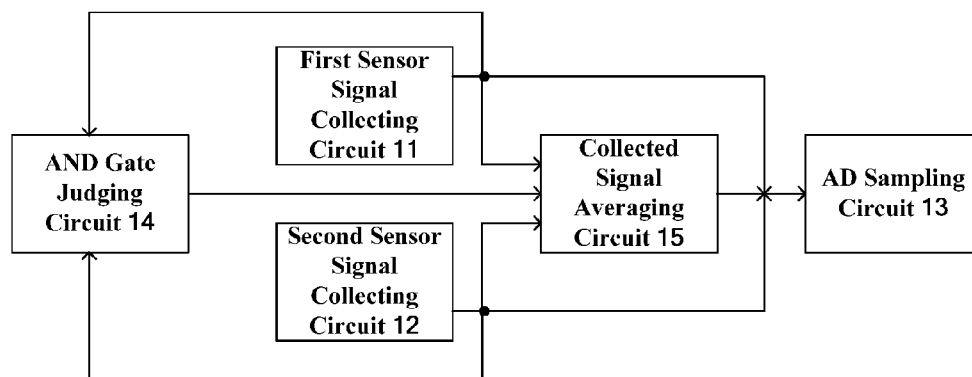 First Sensor
Signal
Collecting
Circuit 11
AND Gate
Judging
Circuit 14
Collected
Signal
Averaging
Circuit 15
AD Sampling
Circuit 13
Second Sensor
Signal
Collecting
Circuit 12